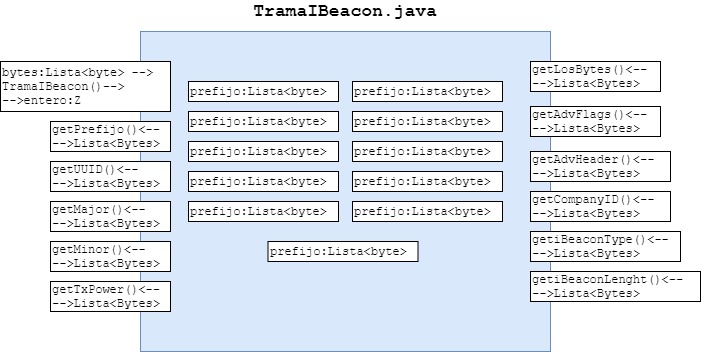 TramaIBeacon.java
bytes:Lista<byte> -->
TramaIBeacon()-->
-->entero:Z
getPrefijo()<--
-->Lista<Bytes>
getUUID()<--
-->Lista<Bytes>
getMajor()<--
-->Lista<Bytes>
getMinor()<--
-->Lista<Bytes>
getTxPower()<--
-->Lista<Bytes>
prefijo:Lista<byte>
prefijo:Lista<byte>
prefijo:Lista<byte>
prefijo:Lista<byte>
prefijo:Lista<byte>
prefijo:Lista<byte>
prefijo:Lista<byte>
prefijo:Lista<byte>
prefijo:Lista<byte>
prefijo:Lista<byte>
prefijo:Lista<byte>
getLosBytes()<--
-->Lista<Bytes>
getAdvFlags()<--
-->Lista<Bytes>
getAdvHeader()<--
-->Lista<Bytes>
getCompanyID()<--
-->Lista<Bytes>
getiBeaconType()<--
-->Lista<Bytes>
getiBeaconLenght()<--
-->Lista<Bytes>